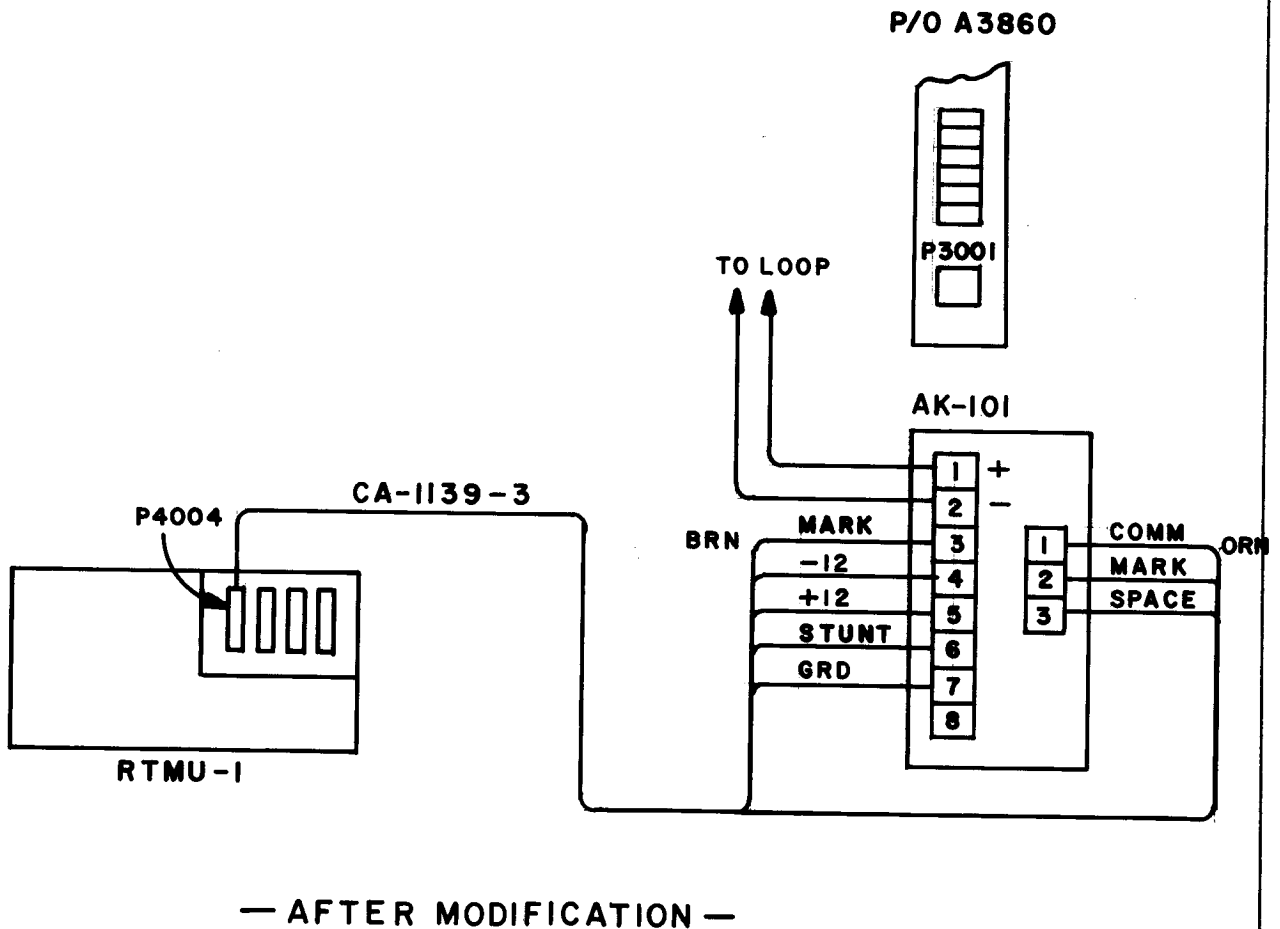 P/O A3860
P3001
TO LOOP
AK-101
1 +
2 -
CA-1139-3
P4004
BRN
MARK 3
-12 4
+12 5
STUNT 6
GRD 7
8
1 COMM ORN
2 MARK
3 SPACE
RTMU-1
— AFTER MODIFICATION —